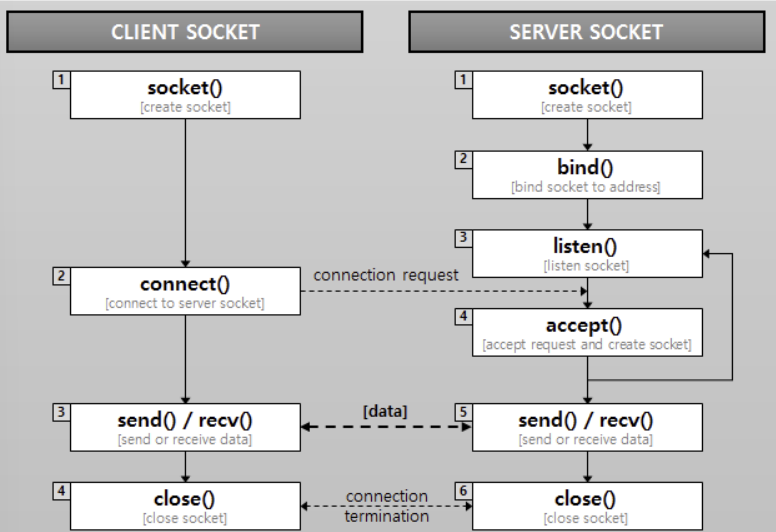 CLIENT SOCKET
SERVER SOCKET
1
socket()
[create socket]
1
socket()
[create socket]
2
bind()
[bind socket to address]
3
listen()
[listen socket]
2
connect()
[connect to server socket]
connection request
4
accept()
[accept request and create socket]
3
send() / recv()
[send or receive data]
[data]
5
send() / recv()
[send or receive data]
4
close()
[close socket]
connection
termination
6
close()
[close socket]